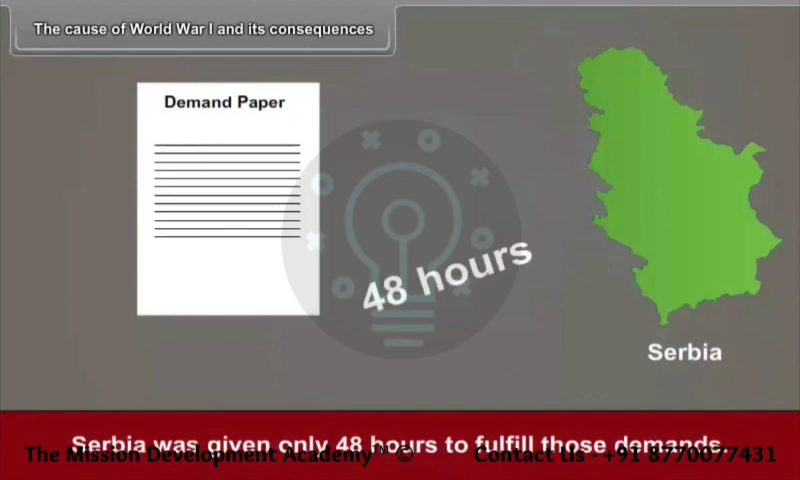 The cause of World War I and its consequences
Demand Paper
48 hours
Serbia
Serbia was given only 48 hours to fulfill those demands.
The Mission Development Academy™ © Contact Us - +91 8770077431